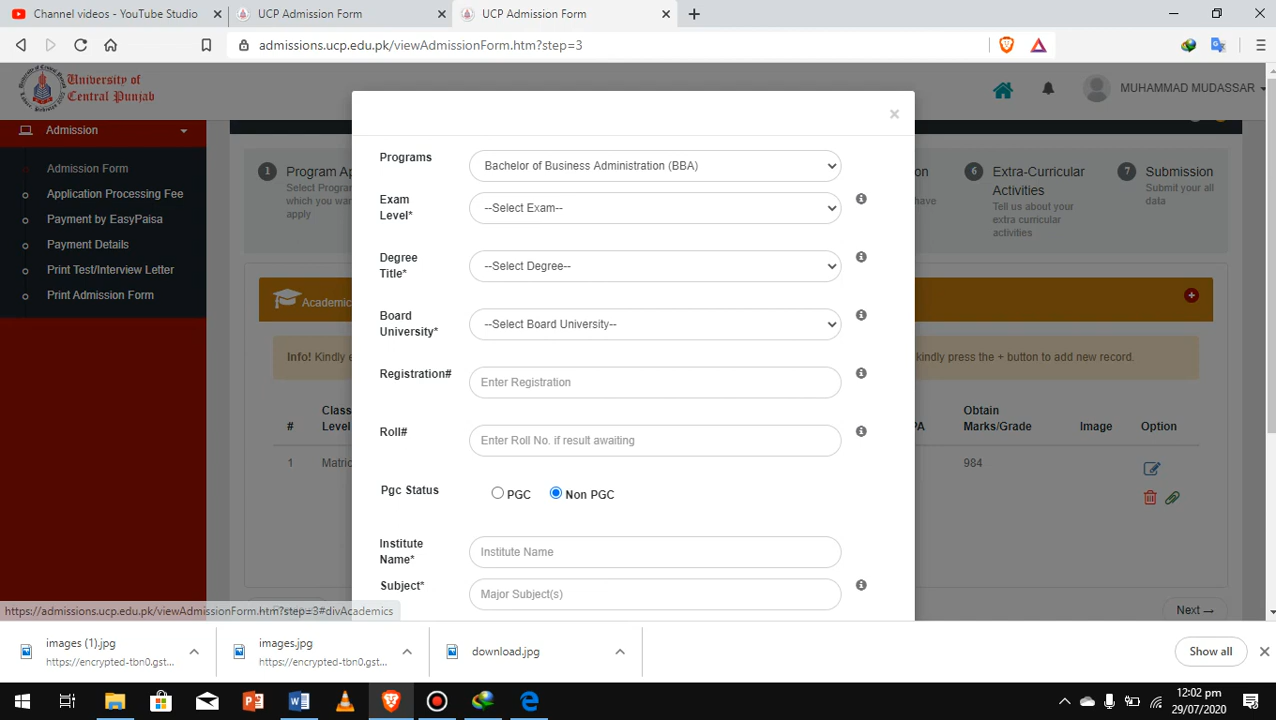 Channel videos - YouTube Studio
UCP Admission Form
UCP Admission Form
admissions.ucp.edu.pk/viewAdmissionForm.htm?step=3
University of
Central Punjab
MUHAMMAD MUDASSAR
Admission
Admission Form
Application Processing Fee
Payment by EasyPaisa
Payment Details
Print Test/Interview Letter
Print Admission Form
1
Program Ap
Select Progra
which you wan
apply
on
have
6
Extra-Curricular
Activities
Tell us about your
extra curricular
activities
7
Submission
Submit your all
data
Academic
Info! Kindly e
kindly press the + button to add new record.
#
Class
Level
PA
Obtain
Marks/Grade
Image
Option
1
Matric
984
Next →
×
Programs
Bachelor of Business Administration (BBA)
Exam
Level*
--Select Exam--
Degree
Title*
--Select Degree--
Board
University*
--Select Board University--
Registration#
Enter Registration
Roll#
Enter Roll No. if result awaiting
Pgc Status
PGC
Non PGC
Institute
Name*
Institute Name
Subject*
Major Subject(s)
https://admissions.ucp.edu.pk/viewAdmissionForm.htm?step=3#divAcademics
images (1).jpg
https://encrypted-tbn0.gst...
images.jpg
https://encrypted-tbn0.gst...
download.jpg
Show all
12:02 pm
29/07/2020